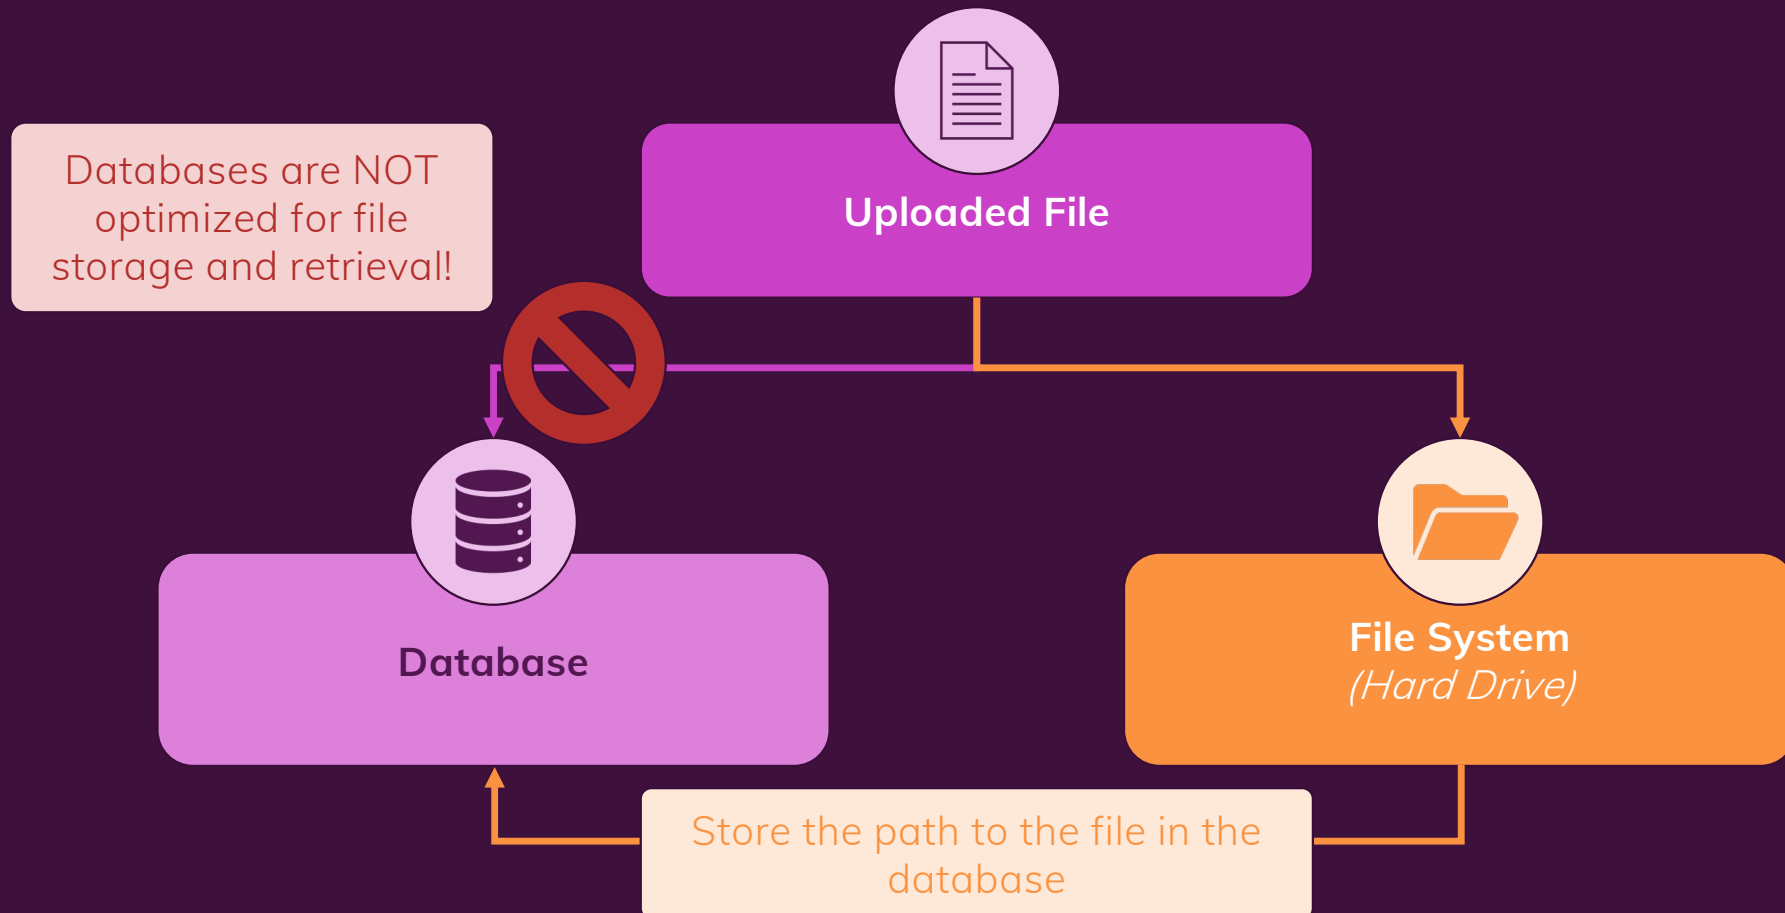 Databases are NOT
optimized for file
storage and retrieval!
Uploaded File
Database
File System
(Hard Drive)
Store the path to the file in the
database